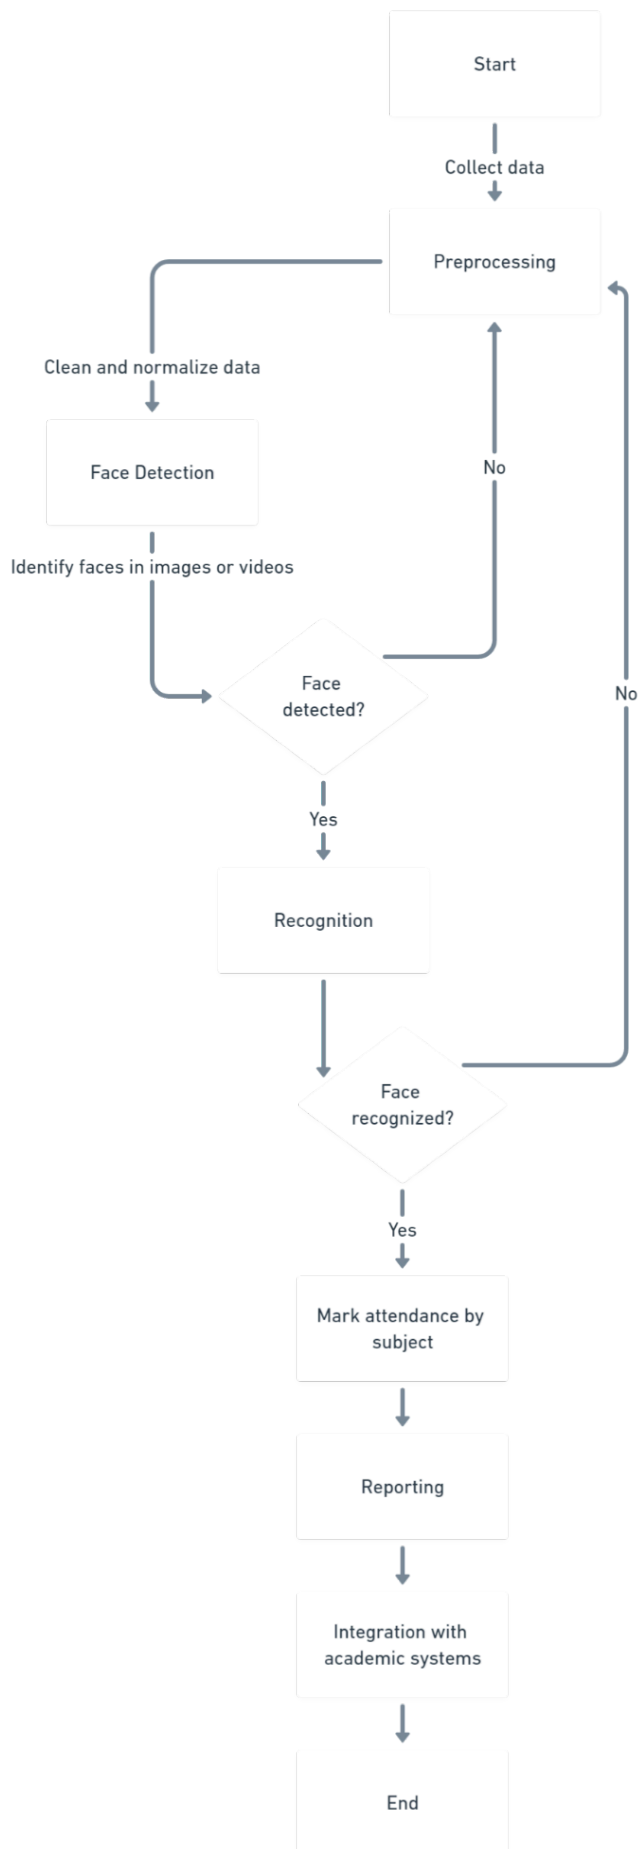 Start
Collect data
Preprocessing
Clean and normalize data
Face Detection
No
Identify faces in images or videos
Face
detected?
No
Yes
Recognition
Face
recognized?
Yes
Mark attendance by
subject
Reporting
Integration with
academic systems
End